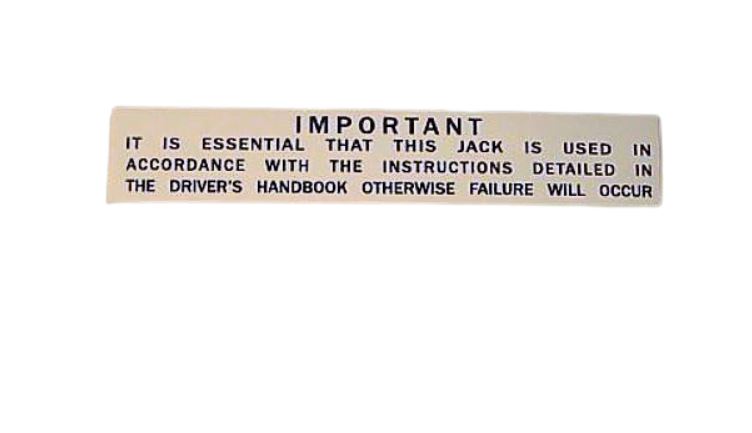 IMPORTANT
IT IS ESSENTIAL THAT THIS JACK IS USED IN
ACCORDANCE WITH THE INSTRUCTIONS DETAILED IN
THE DRIVER'S HANDBOOK OTHERWISE FAILURE WILL OCCUR